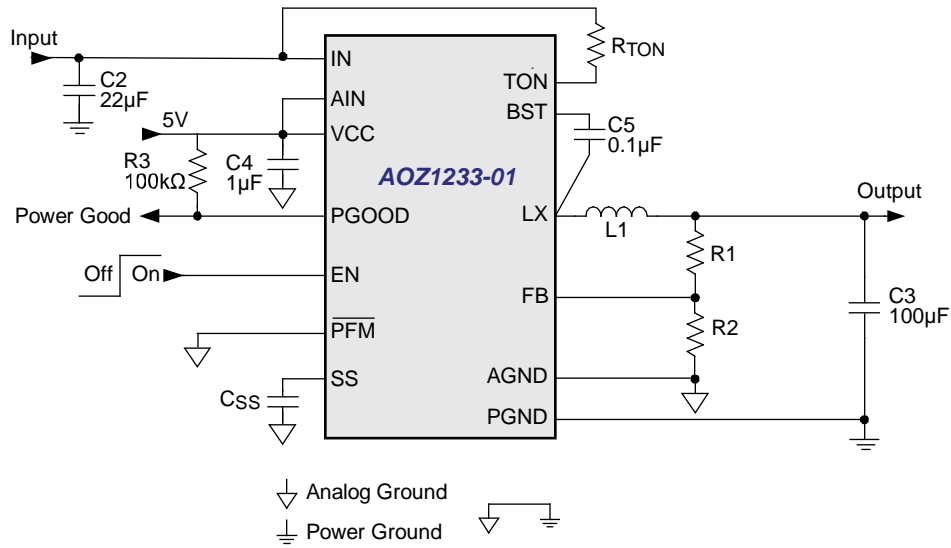 Input
C2
22µF
IN
RTON
TON
AIN
BST
5V
VCC
C5
0.1µF
R3
100kΩ
C4
1µF
AOZ1233-01
Power Good
PGOOD
LX
L1
Output
R1
Off
On
EN
FB
C3
100µF
R2
PFM
SS
CSS
AGND
PGND
Analog Ground
Power Ground